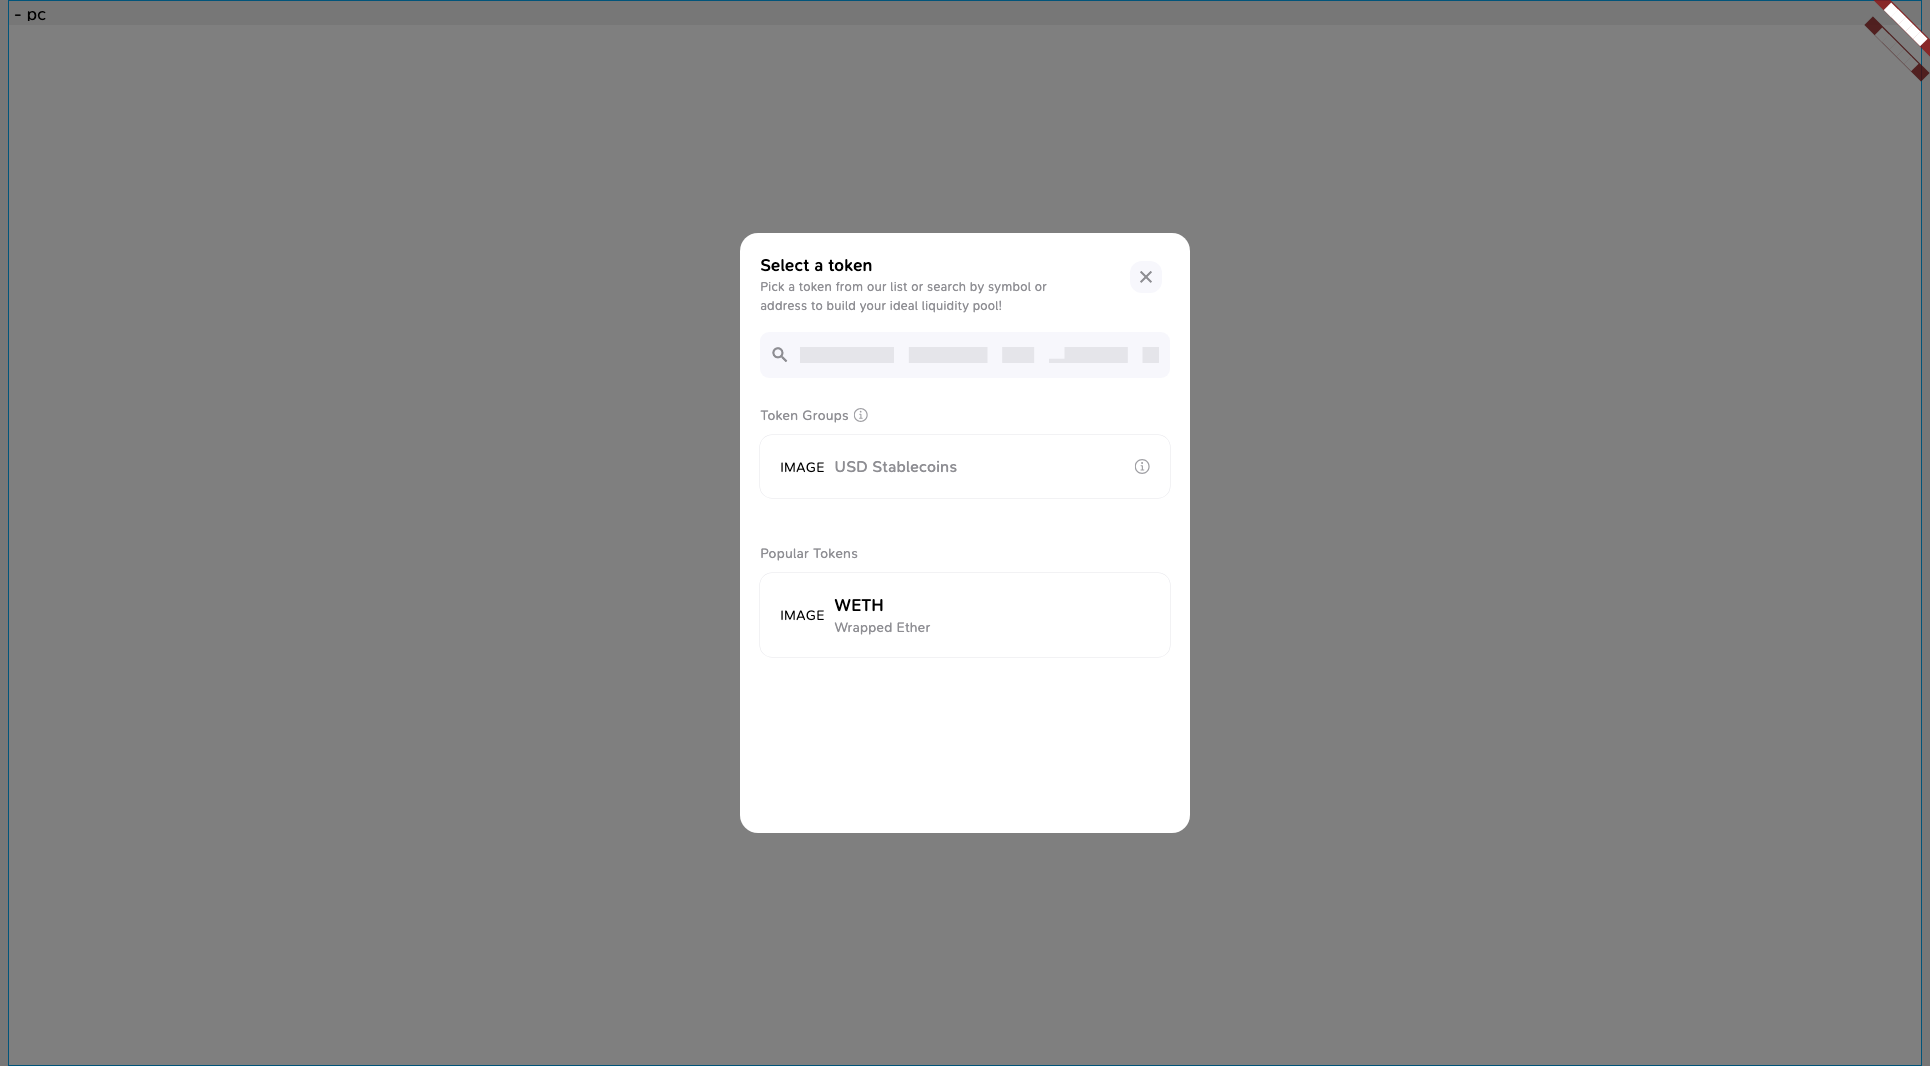 - pc
Select a token
Pick a token from our list or search by symbol or
address to build your ideal liquidity pool!
Token Groups
IMAGE USD Stablecoins
Popular Tokens
IMAGE WETH
Wrapped Ether